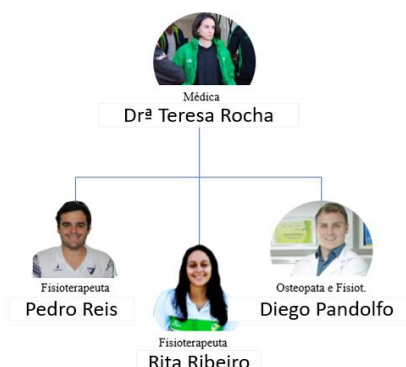 Médica
Drª Teresa Rocha
Fisioterapeuta
Pedro Reis
Osteopata e Fisiot.
Diego Pandolfo
Fisioterapeuta
Rita Ribeiro